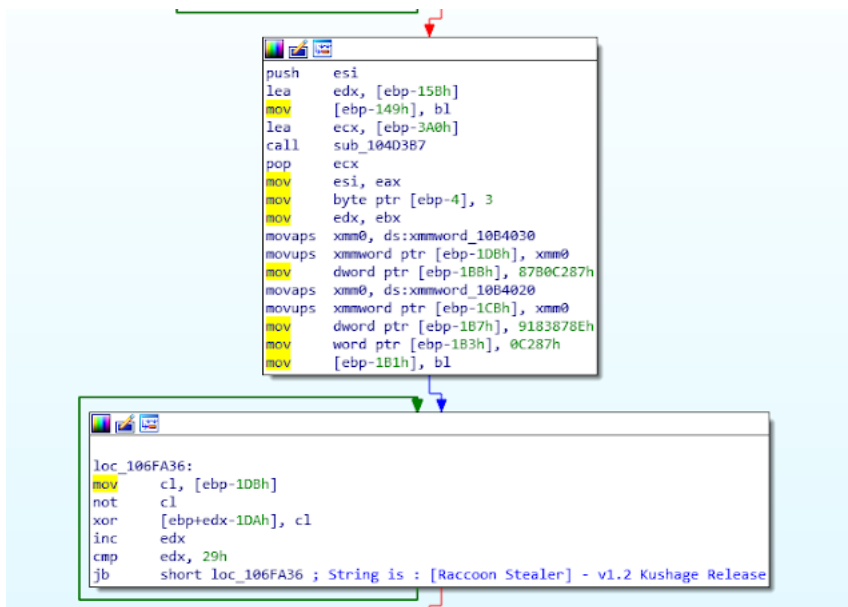 push esi
lea edx, [ebp-15Bh]
mov [ebp-149h], bl
lea ecx, [ebp-3A0h]
call sub_104D3B7
pop ecx
mov esi, eax
mov byte ptr [ebp-4], 3
mov edx, ebx
movaps xmm0, ds:xmmword_10B4030
movups xmmword ptr [ebp-1DBh], xmm0
mov dword ptr [ebp-1BBh], 87B0C287h
movaps xmm0, ds:xmmword_10B4020
movups xmmword ptr [ebp-1CBh], xmm0
mov dword ptr [ebp-1B7h], 9183878Eh
mov word ptr [ebp-1B3h], 0C287h
mov [ebp-1B1h], bl
loc_106FA36:
mov cl, [ebp-1DBh]
not cl
xor [ebp+edx-1DAh], cl
inc edx
cmp edx, 29h
jb short loc_106FA36 ; String is : [Raccoon Stealer] - v1.2 Kushage Release